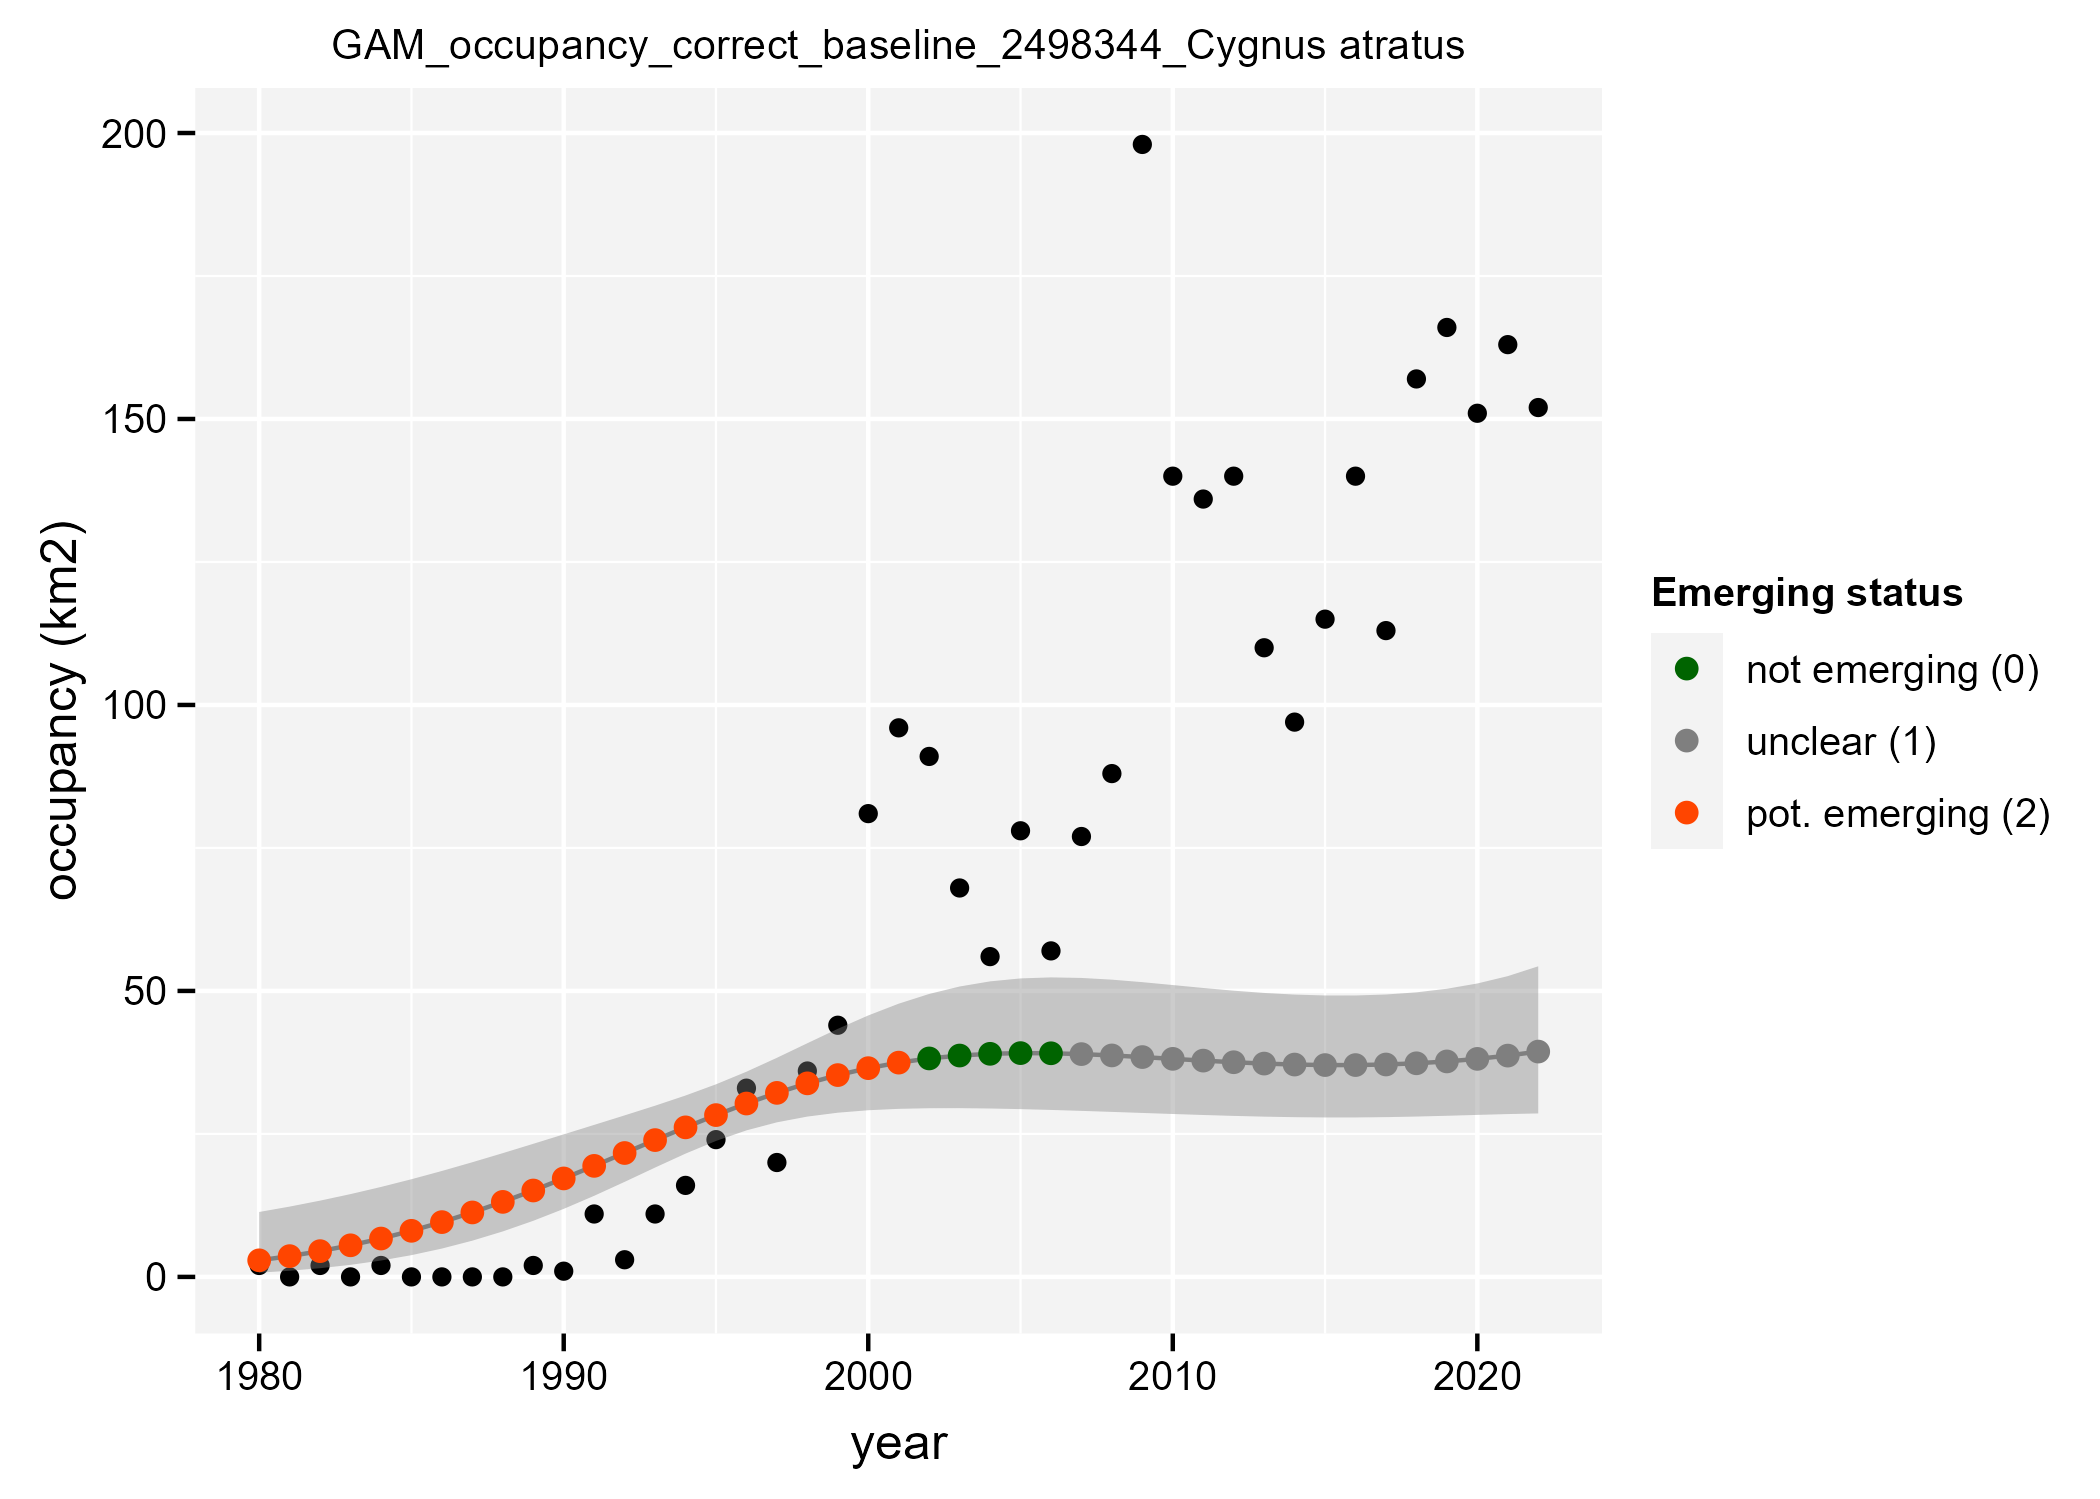 GAM_occupancy_correct_baseline_2498344_Cygnus atratus
200
150
100
50
0
occupancy (km2)
1980 1990 2000 2010 2020
year
Emerging status
not emerging (0)
unclear (1)
pot. emerging (2)